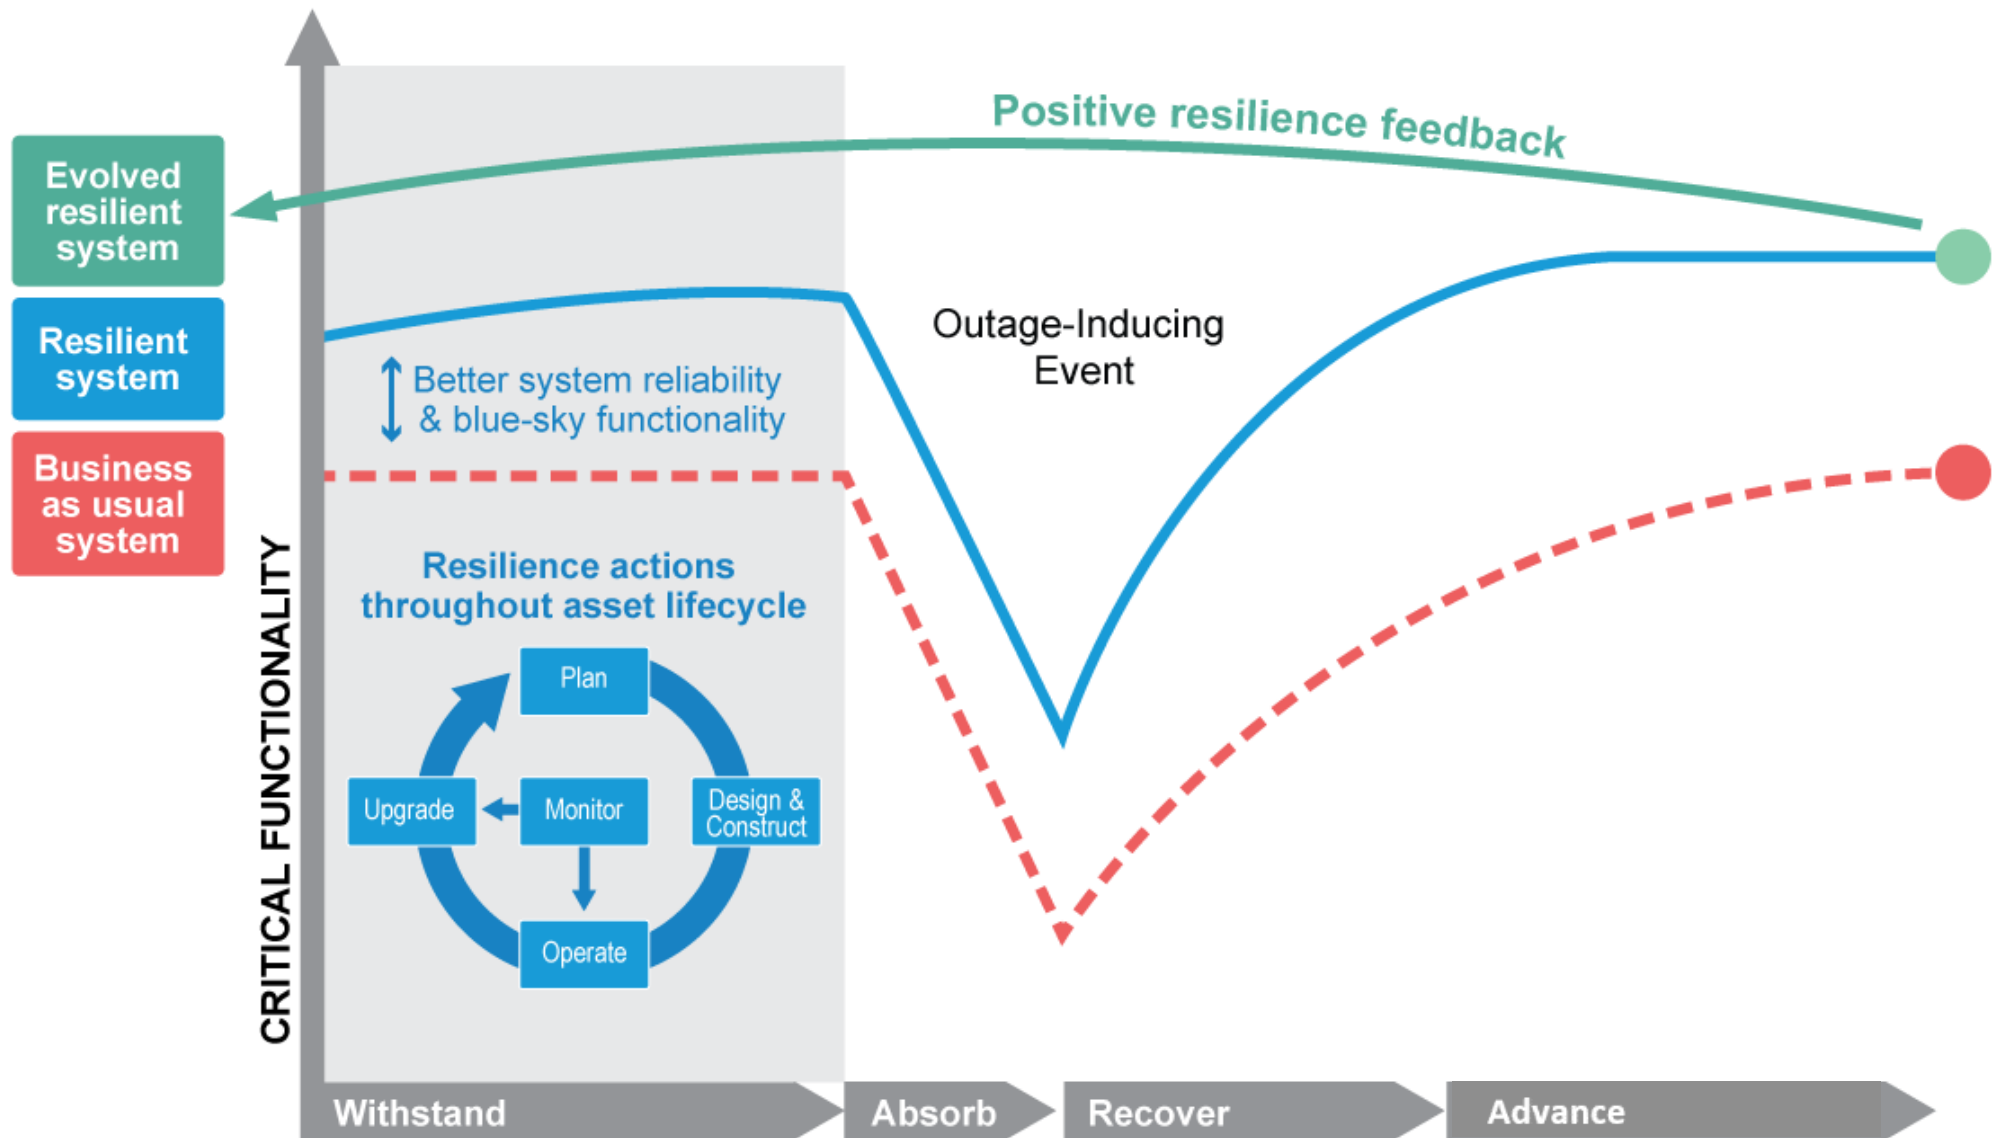 Positive resilience feedback
Evolved
resilient
system
Resilient
system
Business
as usual
system
CRITICAL FUNCTIONALITY
Outage-Inducing
Event
Better system reliability
& blue-sky functionality
Resilience actions
throughout asset lifecycle
Plan
Upgrade
Monitor
Design &
Construct
Operate
Withstand
Absorb
Recover
Advance